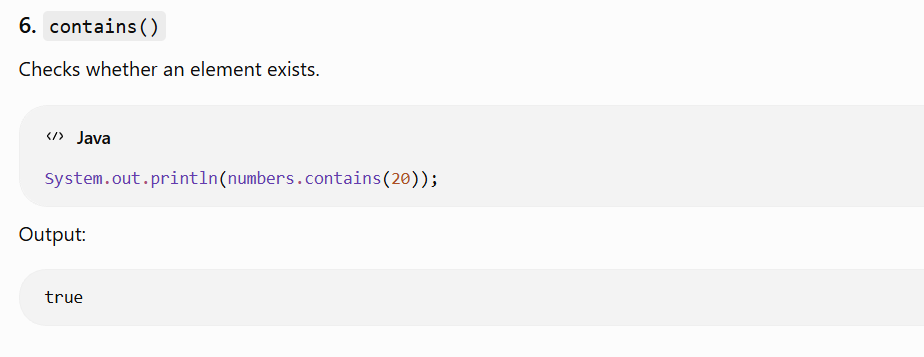 6. contains()
Checks whether an element exists.
</> Java
System.out.println(numbers.contains(20));
Output:
true